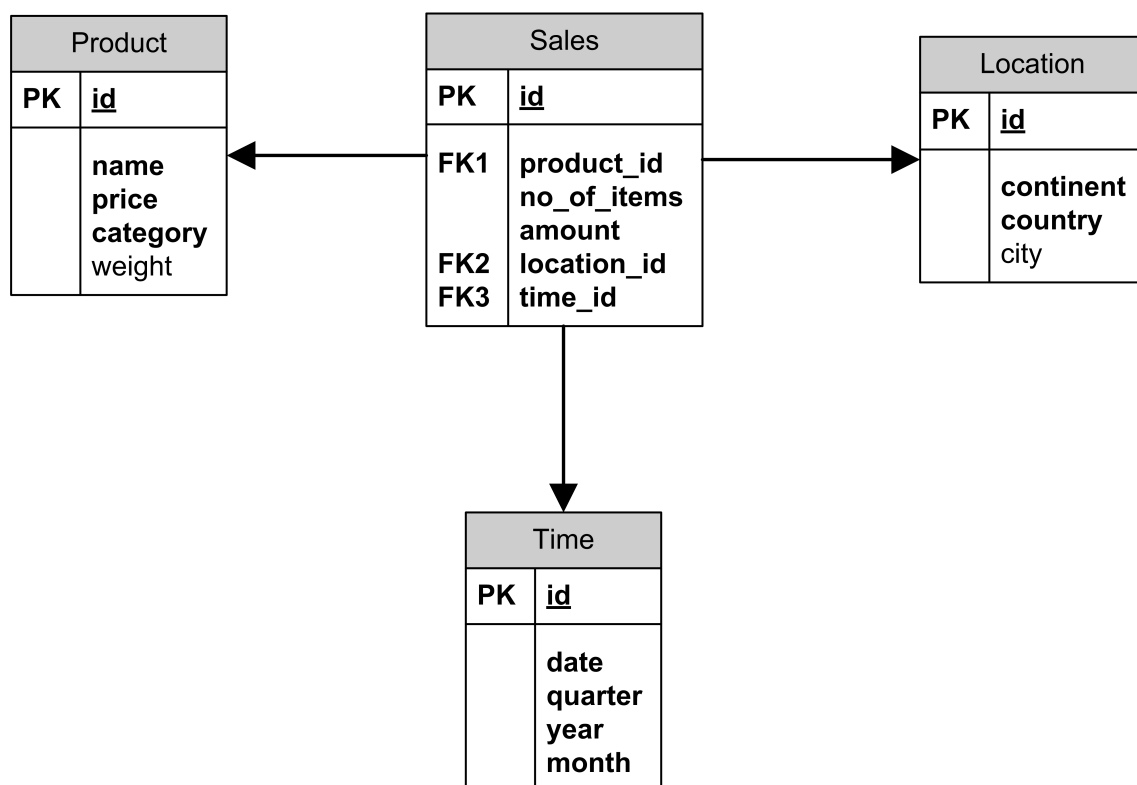 Product
PK id
name
price
category
weight
Sales
PK id
FK1 product_id
no_of_items
amount
FK2 location_id
FK3 time_id
Location
PK id
continent
country
city
Time
PK id
date
quarter
year
month